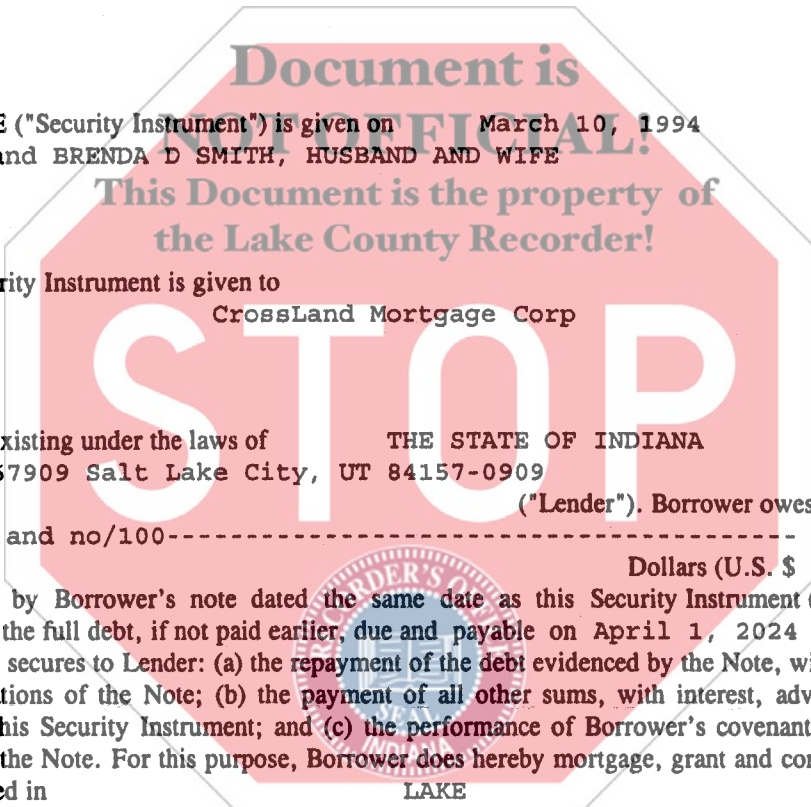 Document is
NOT OFFICIAL!
E ("Security Instrument") is given on March 10, 1994
and BRENDA D SMITH, HUSBAND AND WIFE
This Document is the property of
the Lake County Recorder!
rity Instrument is given to
CrossLand Mortgage Corp
STOP
xisting under the laws of THE STATE OF INDIANA
57909 Salt Lake City, UT 84157-0909
("Lender"). Borrower owes
and no/100----------------------------------------
Dollars (U.S. $
by Borrower's note dated the same date as this Security Instrument (
the full debt, if not paid earlier, due and payable on April 1, 2024
secures to Lender: (a) the repayment of the debt evidenced by the Note, wi
tions of the Note; (b) the payment of all other sums, with interest, adv
his Security Instrument; and (c) the performance of Borrower's covenant
the Note. For this purpose, Borrower does hereby mortgage, grant and con
ed in LAKE
RECORDER'S OF
SEAL
INDIANA